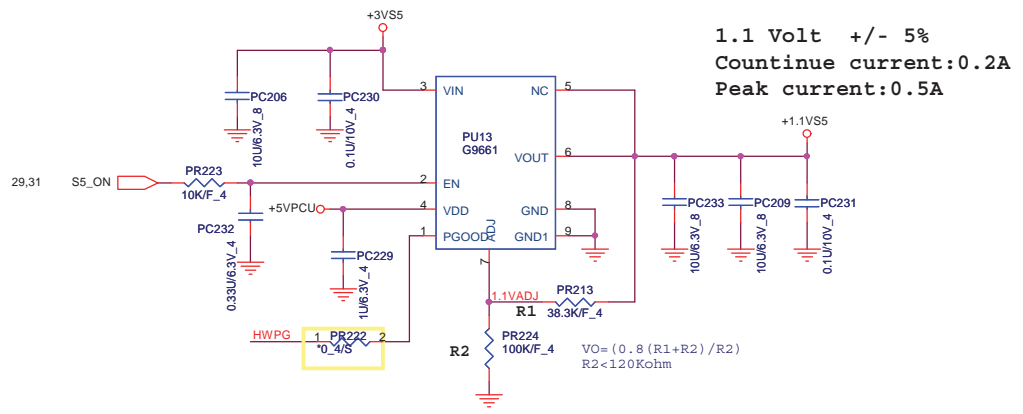 +3VS5
1.1 Volt +/- 5%
Countinue current:0.2A
Peak current:0.5A
+1.1VS5
PC206
10U/6.3V_8
PC230
0.1U/10V_4
3
VIN
NC
5
PU13
G9661
VOUT
6
29,31
S5_ON
PR223
10K/F_4
2
EN
PC232
0.33U/6.3V_4
+5VPCU
4
VDD
GND
8
1
PGOOD
ADJ
GND1
9
PC229
1U/6.3V_4
7
PC233
10U/6.3V_8
PC209
10U/6.3V_8
PC231
0.1U/10V_4
1.1VADJ
R1
PR213
38.3K/F_4
HWPG
1
PR222
2
*0_4/S
R2
PR224
100K/F_4
VO=(0.8(R1+R2)/R2)
R2<120Kohm